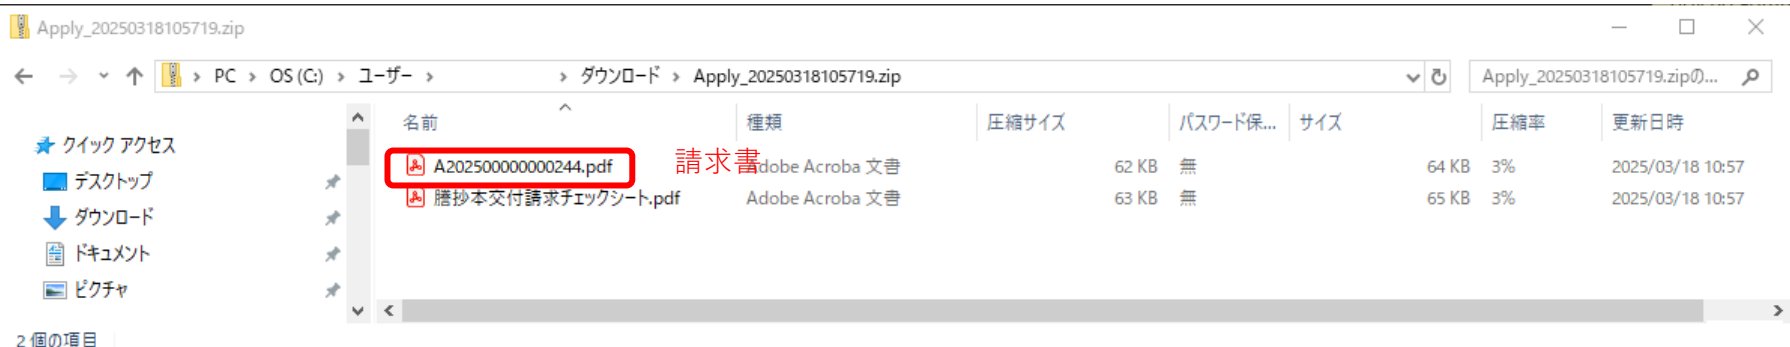 Apply_20250318105719.zip
PC > OS (C:) > ユーザー > > ダウンロード > Apply_20250318105719.zip
Apply_20250318105719.zipの...
名前 種類 圧縮サイズ パスワード保... サイズ 圧縮率 更新日時
クイック アクセス
デスクトップ
ダウンロード
ドキュメント
ピクチャ
A202500000000244.pdf 請求書 Adobe Acroba 文書 62 KB 無 64 KB 3% 2025/03/18 10:57
謄抄本交付請求チェックシート.pdf Adobe Acroba 文書 63 KB 無 65 KB 3% 2025/03/18 10:57
2 個の項目